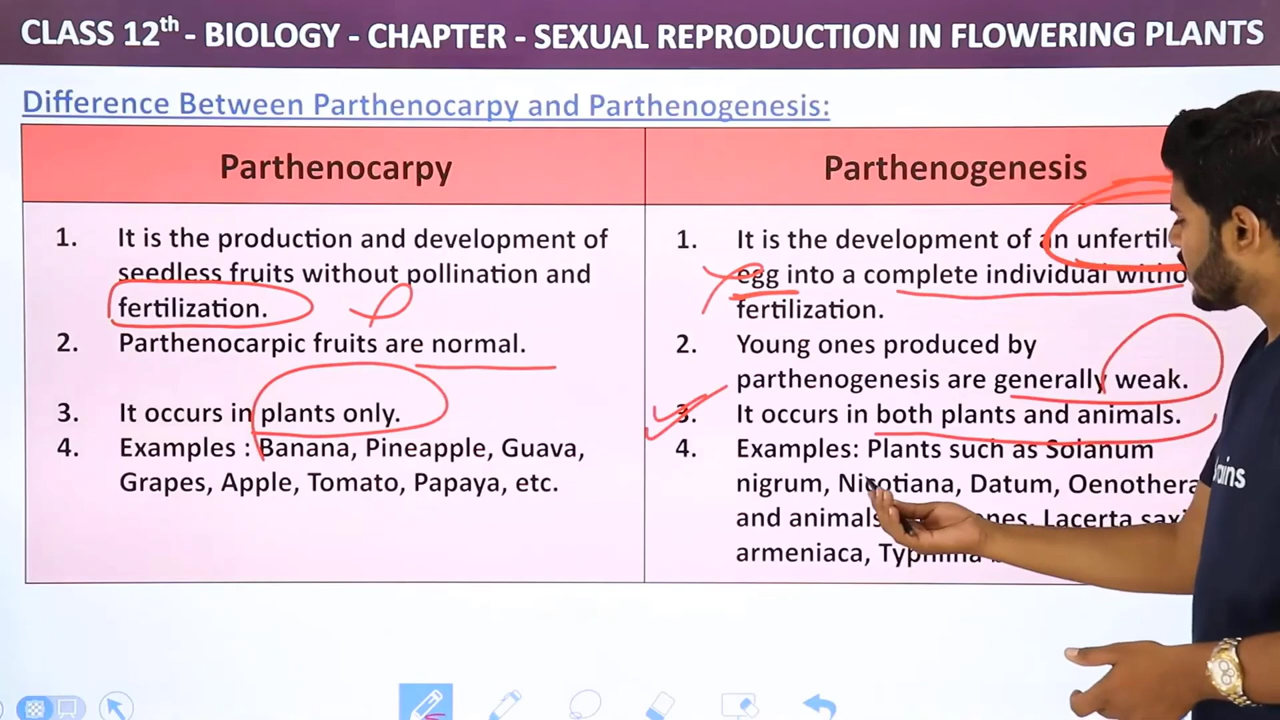 CLASS 12th - BIOLOGY - CHAPTER - SEXUAL REPRODUCTION IN FLOWERING PLANTS
Difference Between Parthenocarpy and Parthenogenesis:
Parthenocarpy
1. It is the production and development of
seedless fruits without pollination and
fertilization.
2. Parthenocarpic fruits are normal.
3. It occurs in plants only.
4. Examples : Banana, Pineapple, Guava,
Grapes, Apple, Tomato, Papaya, etc.
Parthenogenesis
1. It is the development of an
egg into a complete individual
fertilization.
2. Young ones produced by
parthenogenesis are generally weak.
3. It occurs in both plants and animals.
4. Examples: Plants such as Solanum
nigrum, Nicotiana, Datum, Oenothera
and animals Lacerta
armeniaca,